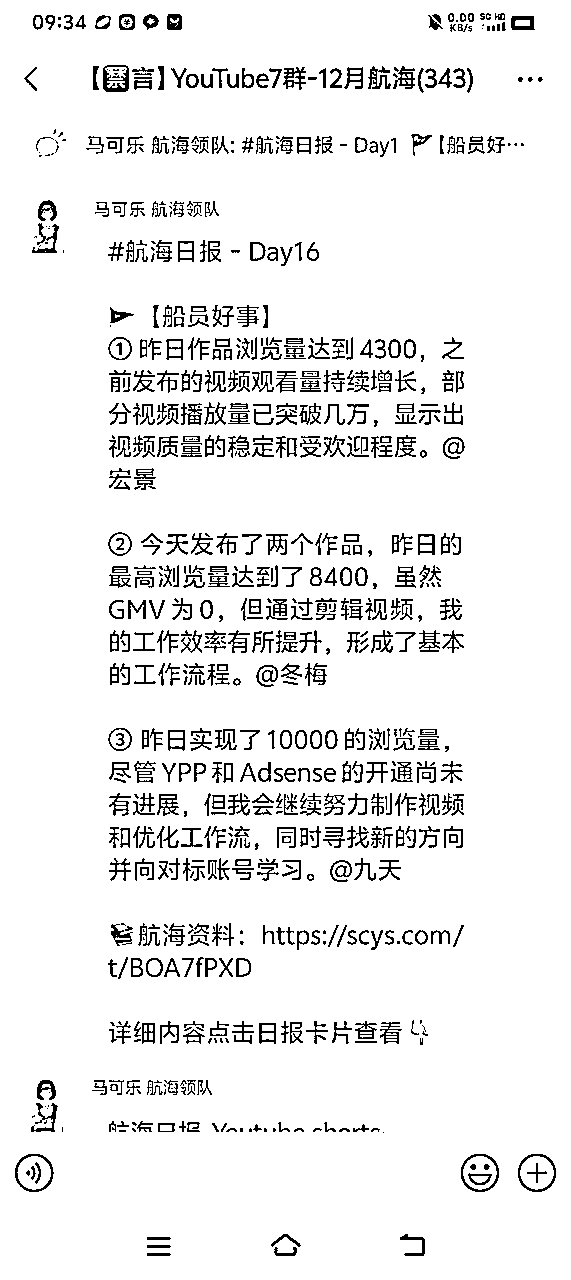 09:34
0.00 KB/s 5G HD
【禁言】YouTube7群-12月航海(343)
马可乐 航海领队: #航海日报 - Day1 【船员好…
马可乐 航海领队
#航海日报 - Day16
【船员好事】
① 昨日作品浏览量达到 4300，之
前发布的视频观看量持续增长，部
分视频播放量已突破几万，显示出
视频质量的稳定和受欢迎程度。@
宏景
② 今天发布了两个作品，昨日的
最高浏览量达到了 8400，虽然
GMV 为 0，但通过剪辑视频，我
的工作效率有所提升，形成了基本
的工作流程。@冬梅
③ 昨日实现了 10000 的浏览量，
尽管 YPP 和 Adsense 的开通尚未
有进展，但我会继续努力制作视频
和优化工作流，同时寻找新的方向
并向对标账号学习。@九天
航海资料：https://scys.com/
t/BOA7fPXD
详细内容点击日报卡片查看
马可乐 航海领队
航海日报-Youtube shorts-